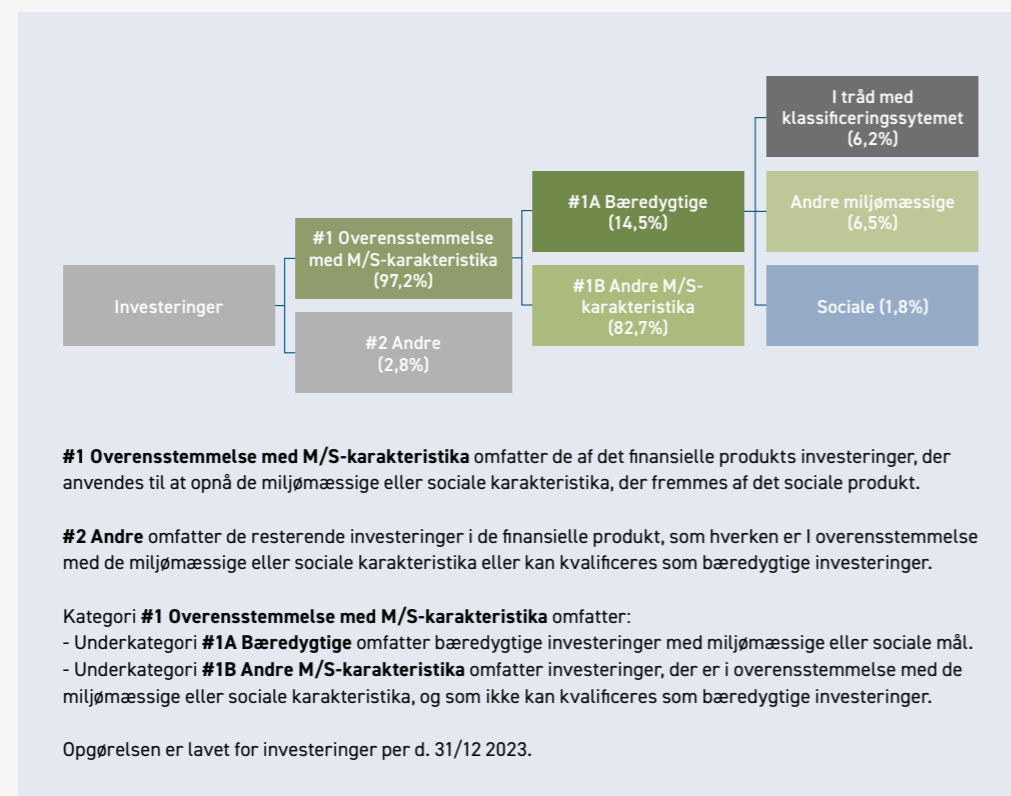 I tråd med
klassificeringssytemet
(6,2%)
#1A Bæredygtige
(14,5%)
Andre miljømæssige
(6,5%)
#1 Overensstemmelse
med M/S-karakteristika
(97,2%)
Investeringer
#1B Andre M/S-
karakteristika
(82,7%)
Sociale (1,8%)
#2 Andre
(2,8%)
#1 Overensstemmelse med M/S-karakteristika omfatter de af det finansielle produkts investeringer, der
anvendes til at opnå de miljømæssige eller sociale karakteristika, der fremmes af det sociale produkt.
#2 Andre omfatter de resterende investeringer i de finansielle produkt, som hverken er I overensstemmelse
med de miljømæssige eller sociale karakteristika eller kan kvalificeres som bæredygtige investeringer.
Kategori #1 Overensstemmelse med M/S-karakteristika omfatter:
- Underkategori #1A Bæredygtige omfatter bæredygtige investeringer med miljømæssige eller sociale mål.
- Underkategori #1B Andre M/S-karakteristika omfatter investeringer, der er i overensstemmelse med de
miljømæssige eller sociale karakteristika, og som ikke kan kvalificeres som bæredygtige investeringer.
Opgørelsen er lavet for investeringer per d. 31/12 2023.